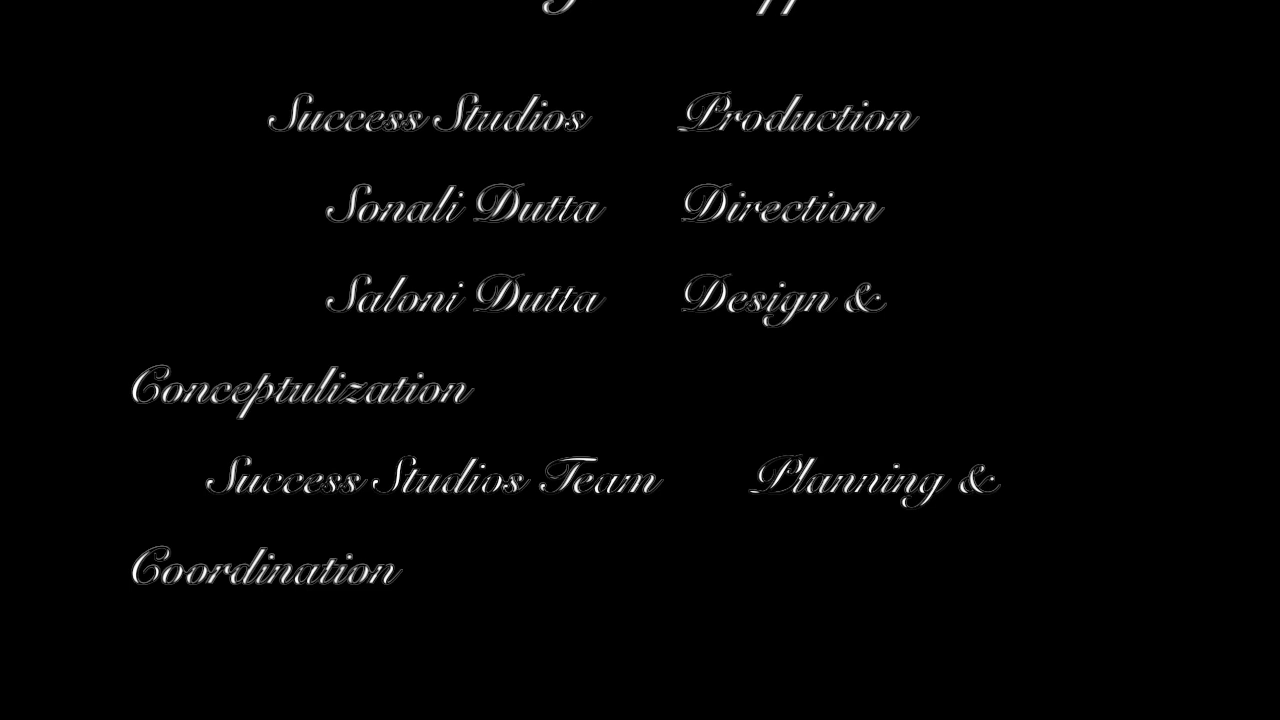 Success Studios Production
Sonali Dutta Direction
Saloni Dutta Design &
Conceptulization
Success Studios Team Planning &
Coordination